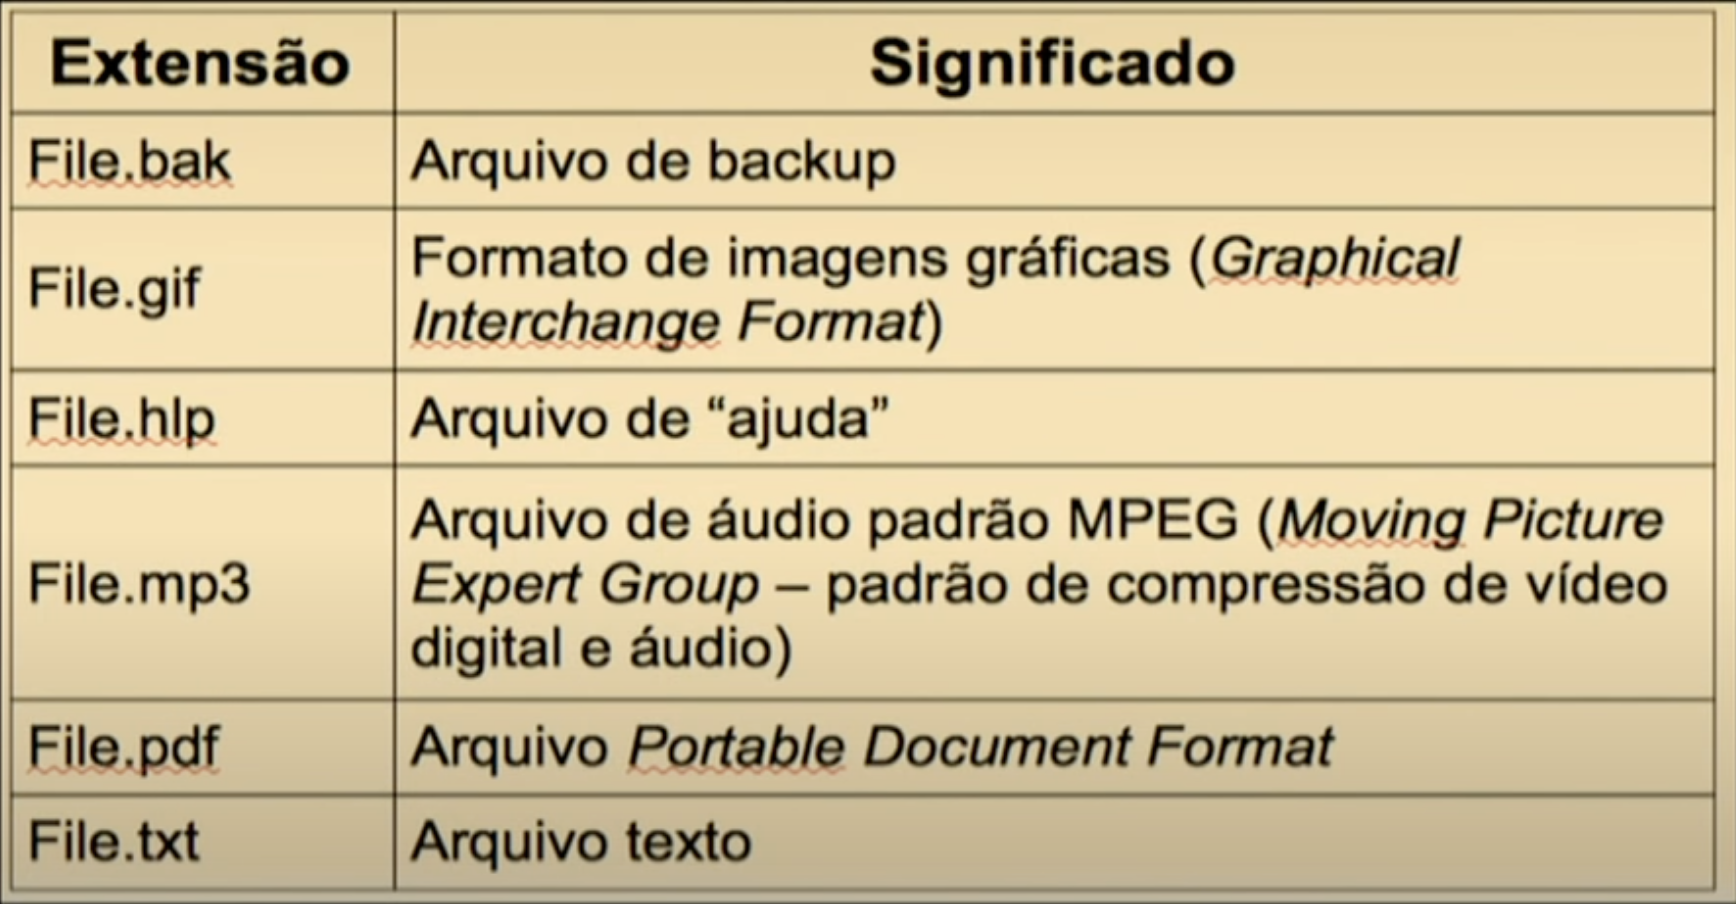 Extensão Significado
File.bak Arquivo de backup
File.gif Formato de imagens gráficas (Graphical
Interchange Format)
File.hlp Arquivo de “ajuda”
File.mp3 Arquivo de áudio padrão MPEG (Moving Picture
Expert Group – padrão de compressão de vídeo
digital e áudio)
File.pdf Arquivo Portable Document Format
File.txt Arquivo texto